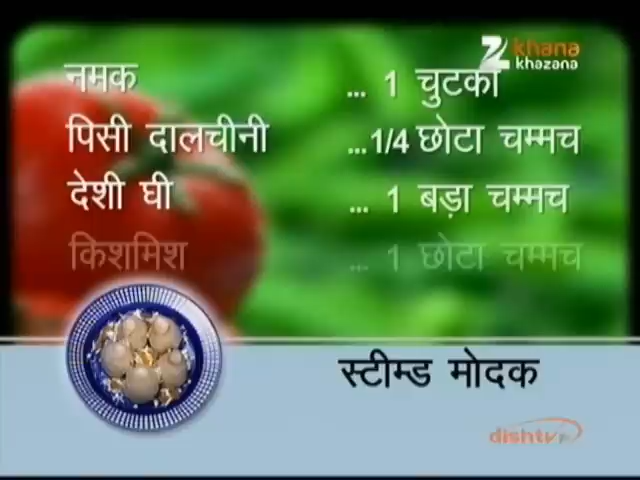 khana
khazana
नमक ... 1 चुटकी
पिसी दालचीनी ...1/4 छोटा चम्मच
देशी घी ... 1 बड़ा चम्मच
किशमिश ... 1 छोटा चम्मच
स्टीम्ड मोदक
dishtv